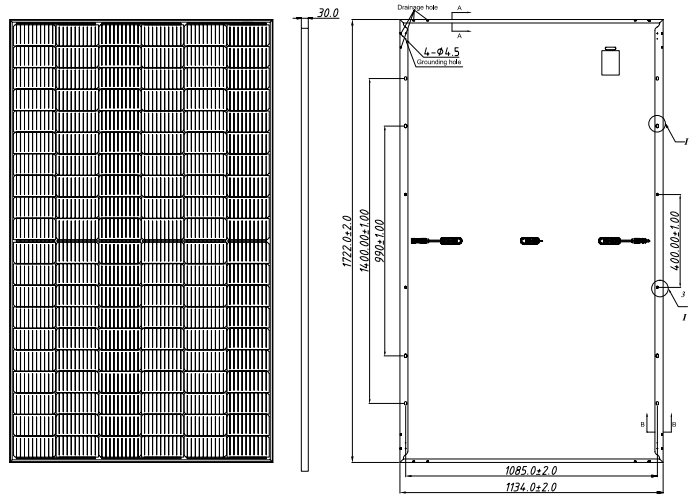 30.0
Drainage hole
A
A
4-Φ4.5
Grounding hole
I
1722.0±2.0
1400.00±1.00
990±1.00
400.00±1.00
3
I
B
B
1085.0±2.0
1134.0±2.0